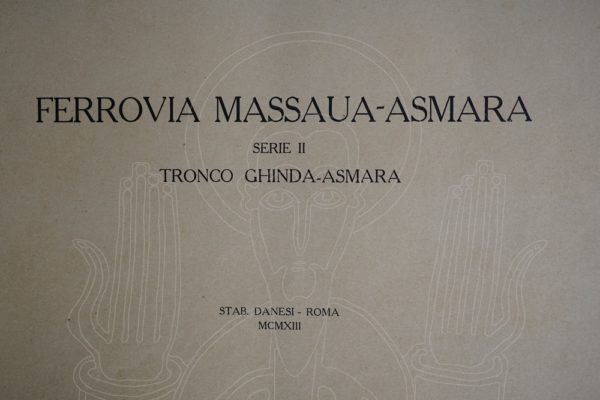 FERROVIA MASSAUA-ASMARA
SERIE II
TRONCO GHINDA-ASMARA
STAB. DANESI - ROMA
MCMXIII